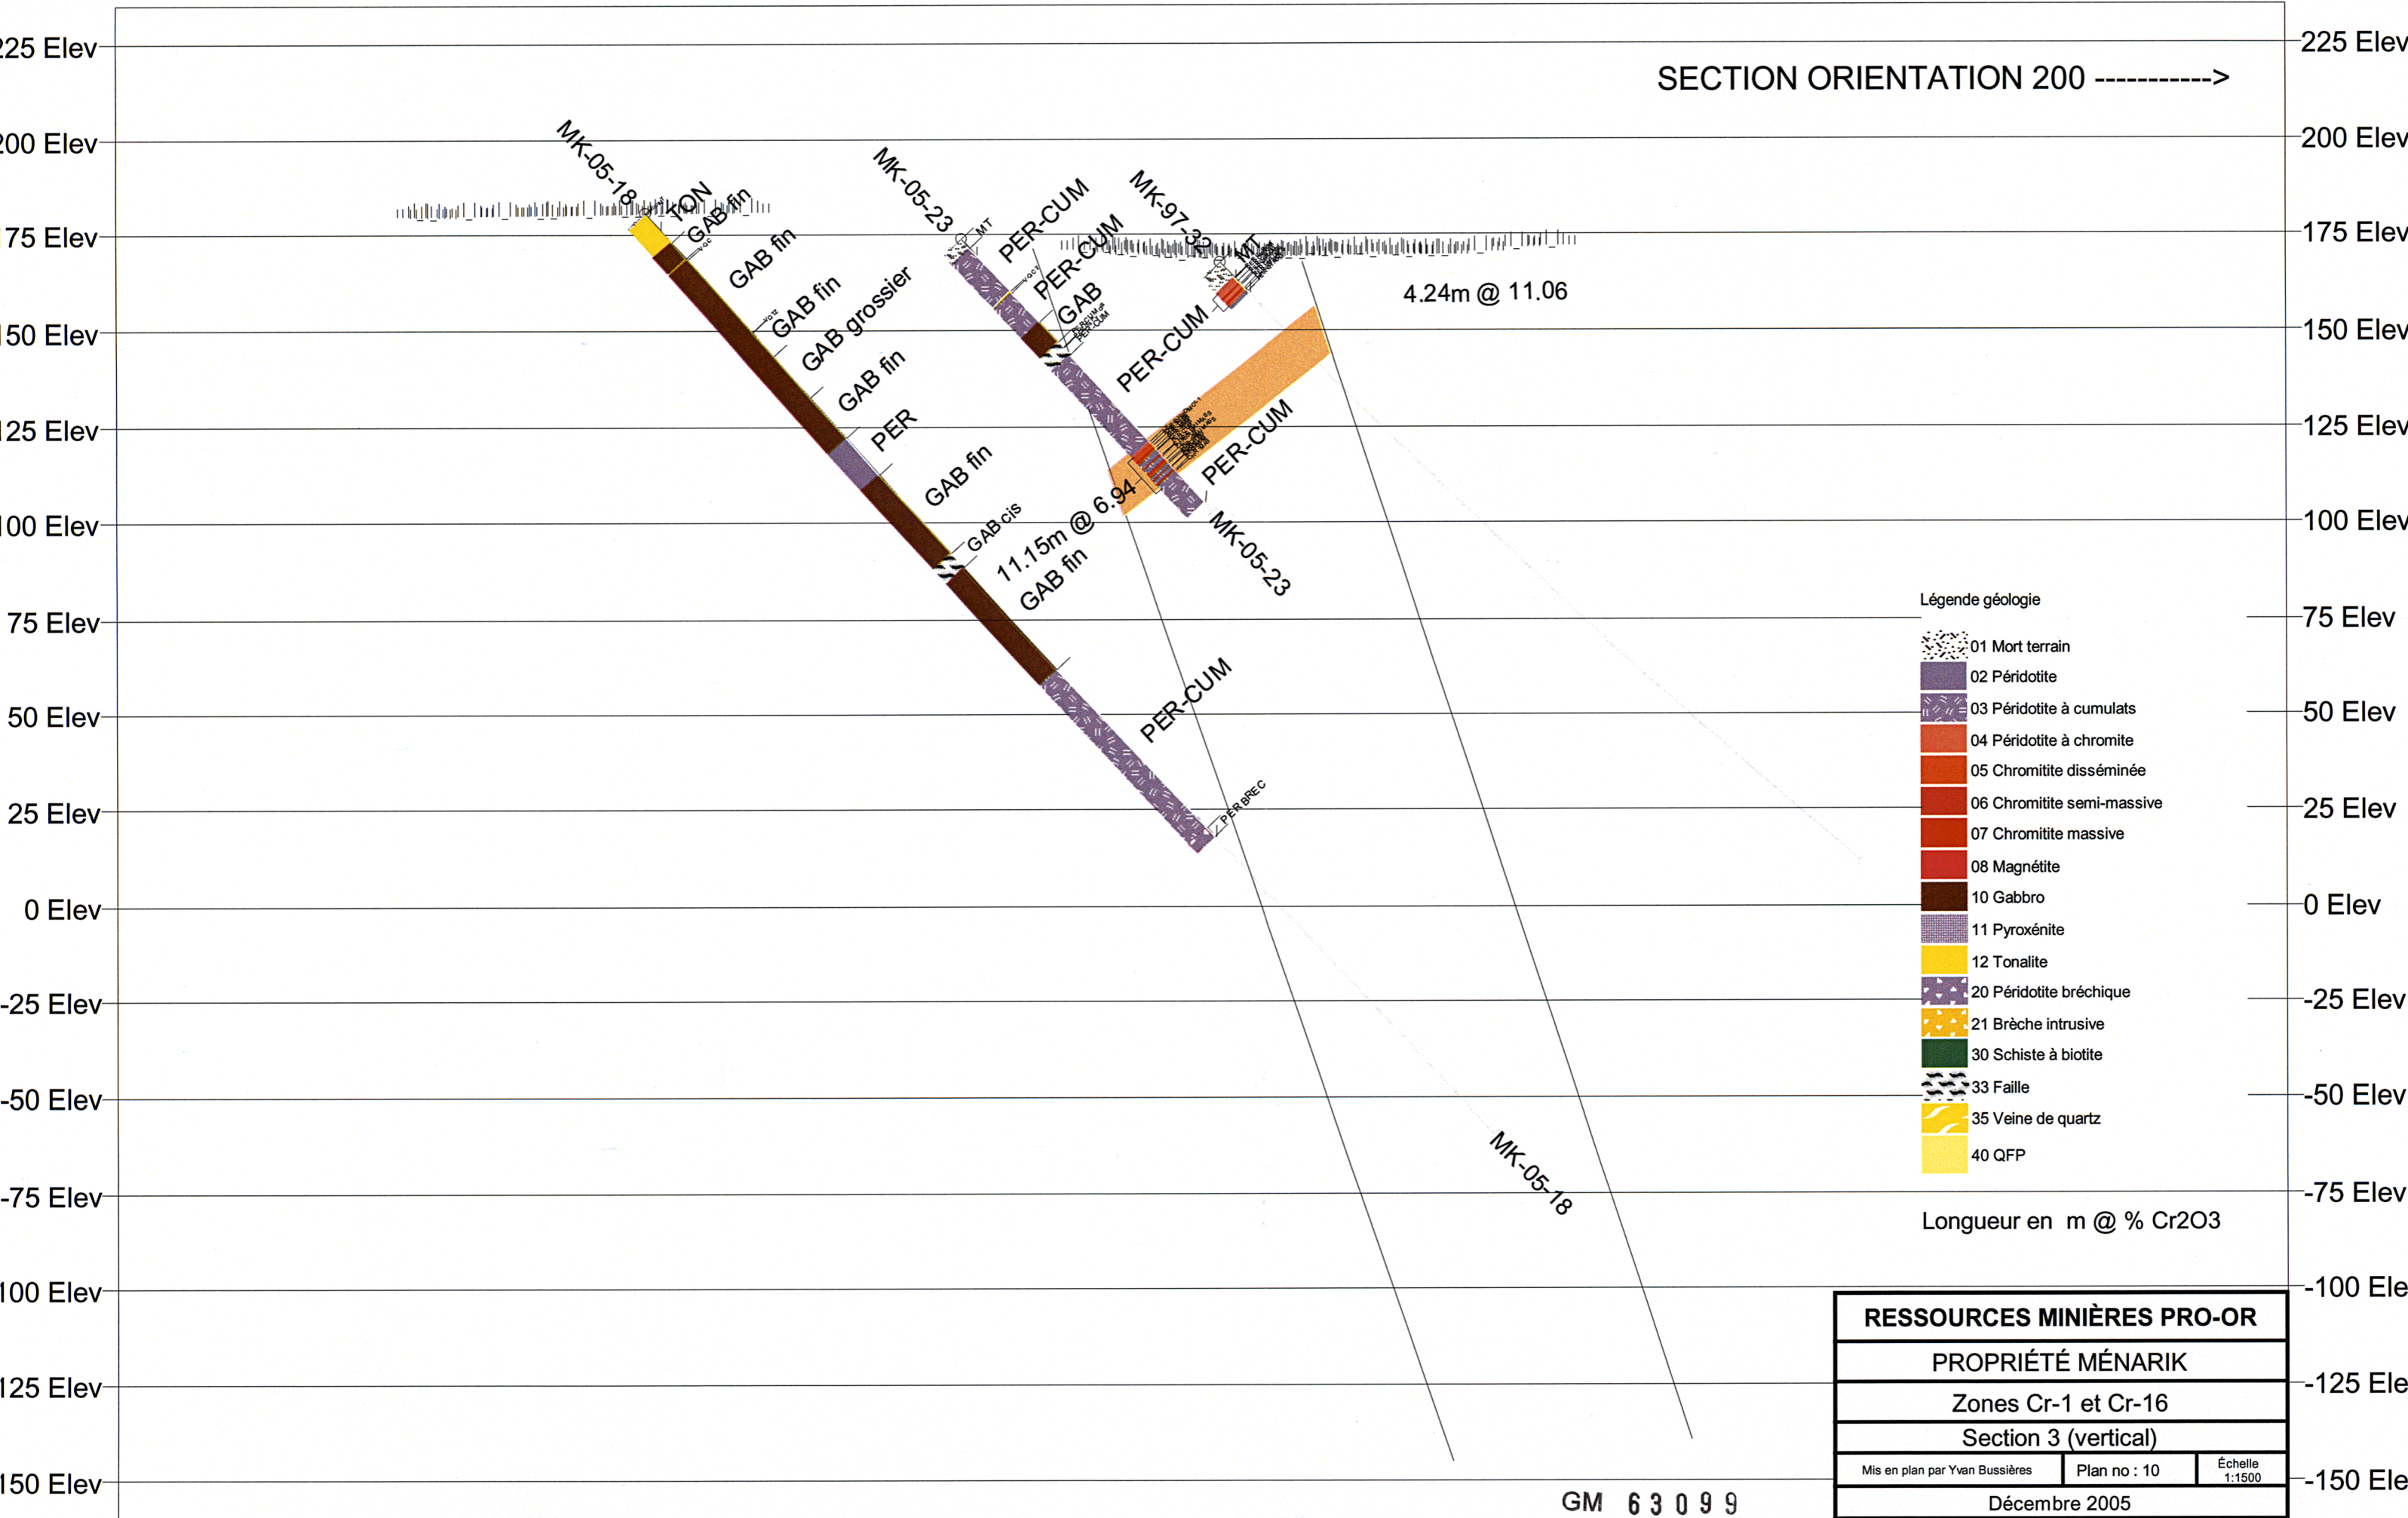 SECTION ORIENTATION 200 ----------->
225 Elev
200 Elev
175 Elev
150 Elev
125 Elev
100 Elev
75 Elev
50 Elev
25 Elev
0 Elev
-25 Elev
-50 Elev
-75 Elev
-100 Ele
-125 Ele
-150 Ele
25 Elev
00 Elev
175 Elev
50 Elev
25 Elev
00 Elev
75 Elev
50 Elev
25 Elev
0 Elev
-25 Elev
-50 Elev
-75 Elev
100 Elev
125 Elev
150 Elev
MK-05-18
TON
GAB fin
GAB fin
GAB fin
GAB grossier
GAB fin
PER
GAB fin
GAB cis
GAB fin
PER-CUM
PER BREC
MK-05-18
MK-05-23
MT
PER-CUM
PER-CUM
GAB
PER-CUM
PER-CUM
PER-CUM
MK-05-23
11.15m @ 6.94
MK-97-32
MT
4.24m @ 11.06
Légende géologie
01 Mort terrain
02 Péridotite
03 Péridotite à cumulats
04 Péridotite à chromite
05 Chromitite disséminée
06 Chromitite semi-massive
07 Chromitite massive
08 Magnétite
10 Gabbro
11 Pyroxénite
12 Tonalite
20 Péridotite bréchique
21 Brèche intrusive
30 Schiste à biotite
33 Faille
35 Veine de quartz
40 QFP
Longueur en m @ % Cr2O3
RESSOURCES MINIÈRES PRO-OR
PROPRIÉTÉ MÉNARIK
Zones Cr-1 et Cr-16
Section 3 (vertical)
Mis en plan par Yvan Bussières
Plan no : 10
Échelle
1:1500
Décembre 2005
GM 63099